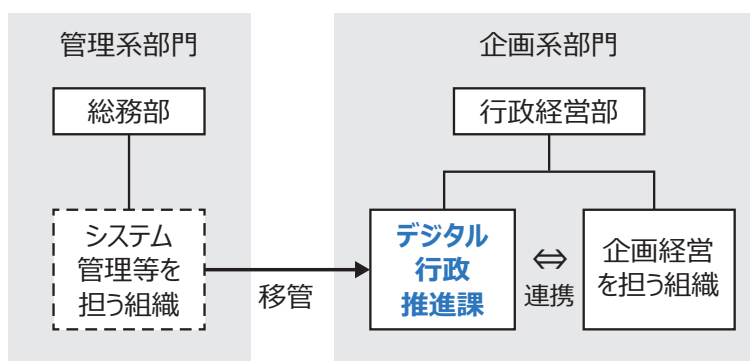 管理系部門
総務部
システム
管理等を
担う組織
移管
企画系部門
行政経営部
デジタル
行政
推進課
⇔
連携
企画経営
を担う組織